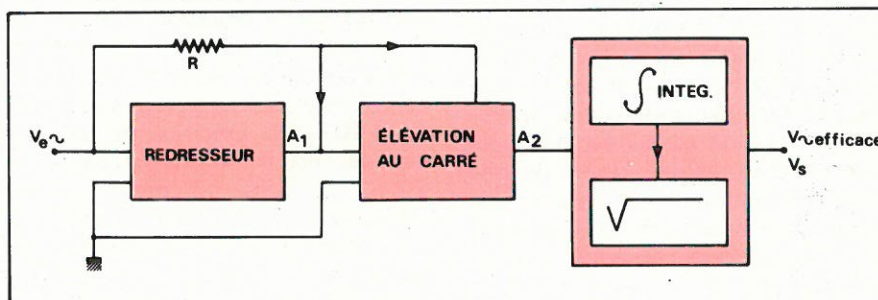 R
Ve~
REDRESSEUR
A1
ÉLÉVATION
AU CARRÉ
A2
∫ INTEG.
√
V~efficace
Vs